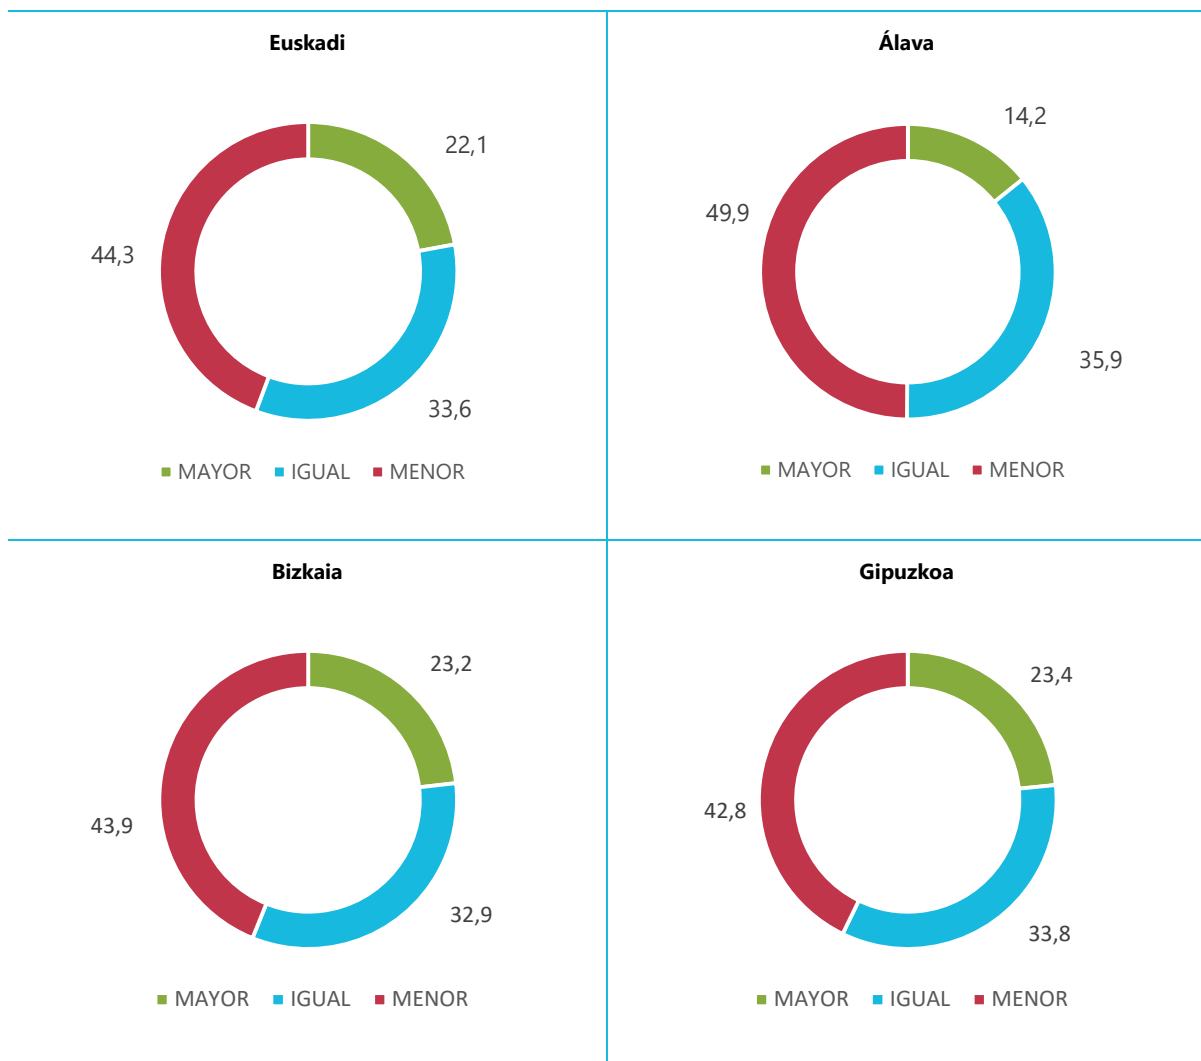 Euskadi
22,1
44,3
33,6
MAYOR IGUAL MENOR
Álava
14,2
49,9
35,9
MAYOR IGUAL MENOR
Bizkaia
23,2
43,9
32,9
MAYOR IGUAL MENOR
Gipuzkoa
23,4
42,8
33,8
MAYOR IGUAL MENOR